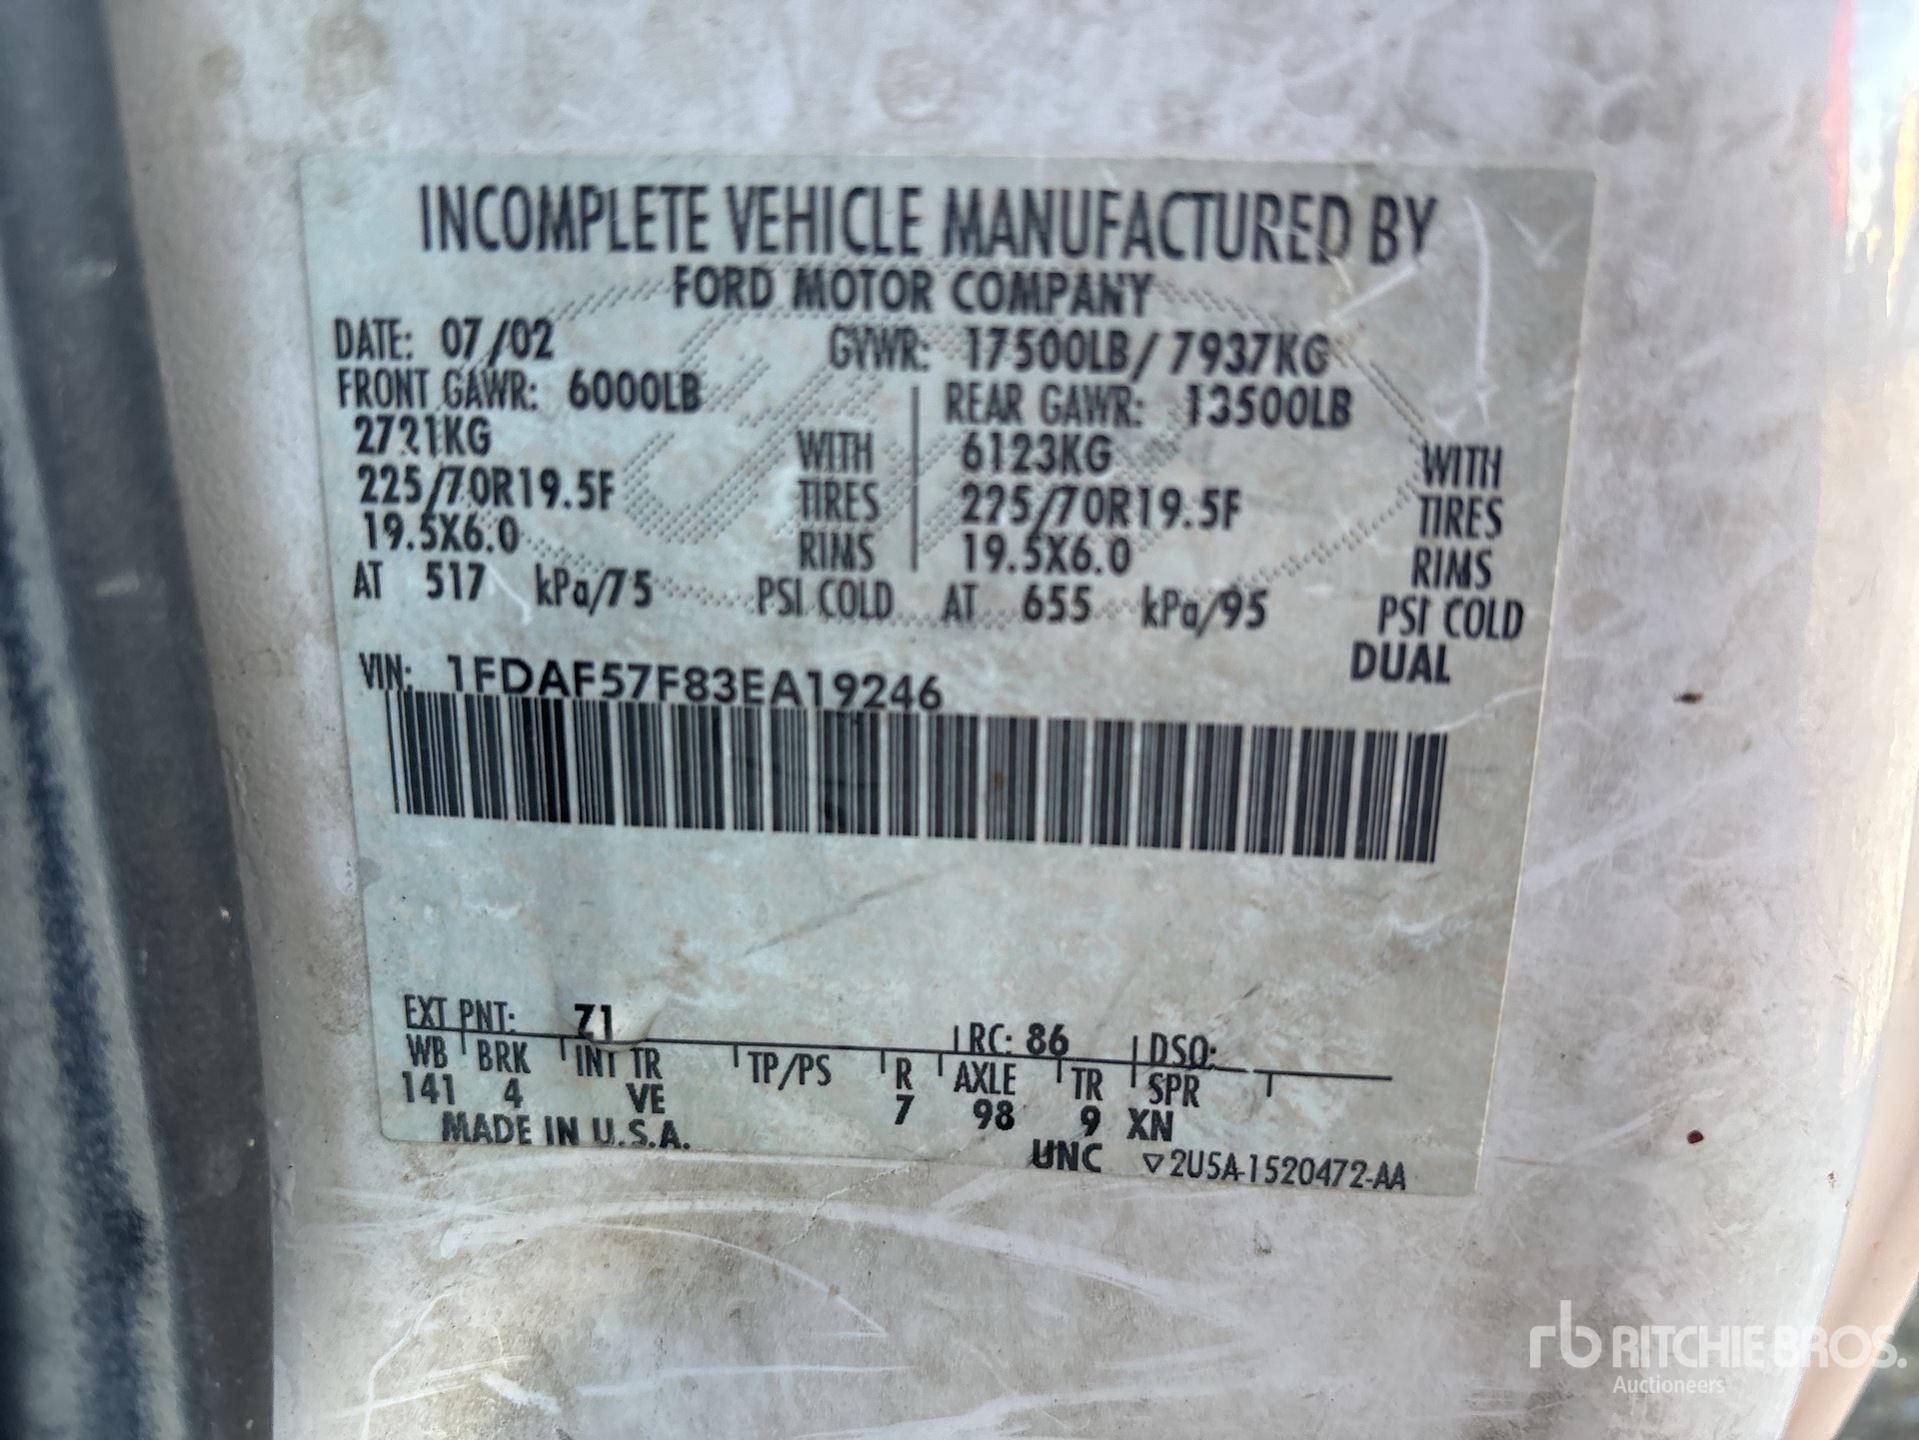 INCOMPLETE VEHICLE MANUFACTURED BY
FORD MOTOR COMPANY
DATE: 07/02 GVWR: 17500LB/ 7937KG
FRONT GAWR: 6000LB REAR GAWR: 13500LB
2721KG WITH 6123KG WITH
225/70R19.5F TIRES 225/70R19.5F TIRES
19.5X6.0 RIMS 19.5X6.0 RIMS
AT 517 kPa/75 PSI COLD AT 655 kPa/95 PSI COLD
DUAL
VIN: 1FDAF57F83EA19246
EXT PNT: Z1 RC: 86 DSO:
WB BRK INT TR TP/PS R AXLE TR SPR
141 4 VE 7 98 9 XN
MADE IN U.S.A. UNC ▽2U5A-1520472-AA
rb RITCHIE BROS.
Auctioneers